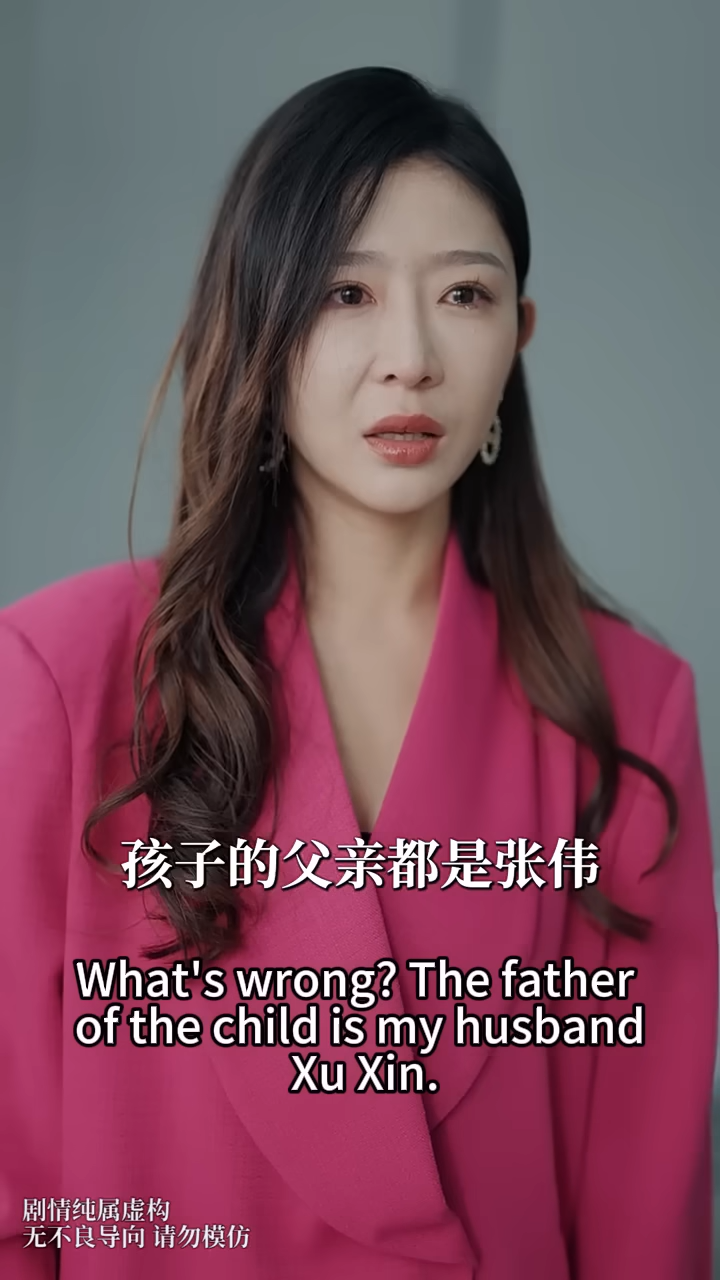 孩子的父亲都是张伟
What's wrong? The father
of the child is my husband
Xu Xin.
剧情纯属虚构
无不良导向 请勿模仿